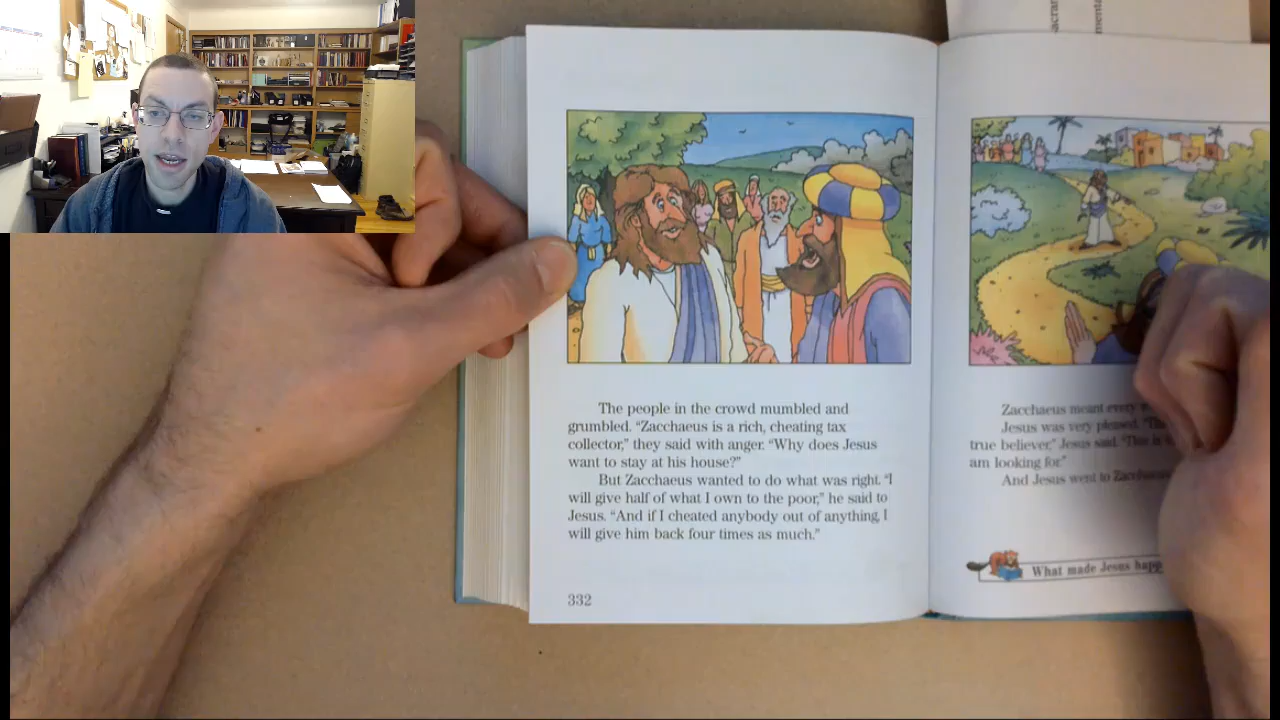 The people in the crowd mumbled and
grumbled. “Zacchaeus is a rich, cheating tax
collector,” they said with anger. “Why does Jesus
want to stay at his house?”
But Zacchaeus wanted to do what was right. “I
will give half of what I own to the poor,” he said to
Jesus. “And if I cheated anybody out of anything, I
will give him back four times as much.”
332
Zacchaeus meant every
Jesus was very pleased.
true believer,” Jesus said. “This is
am looking for.”
And Jesus went to Zacchaeus
What made Jesus happ